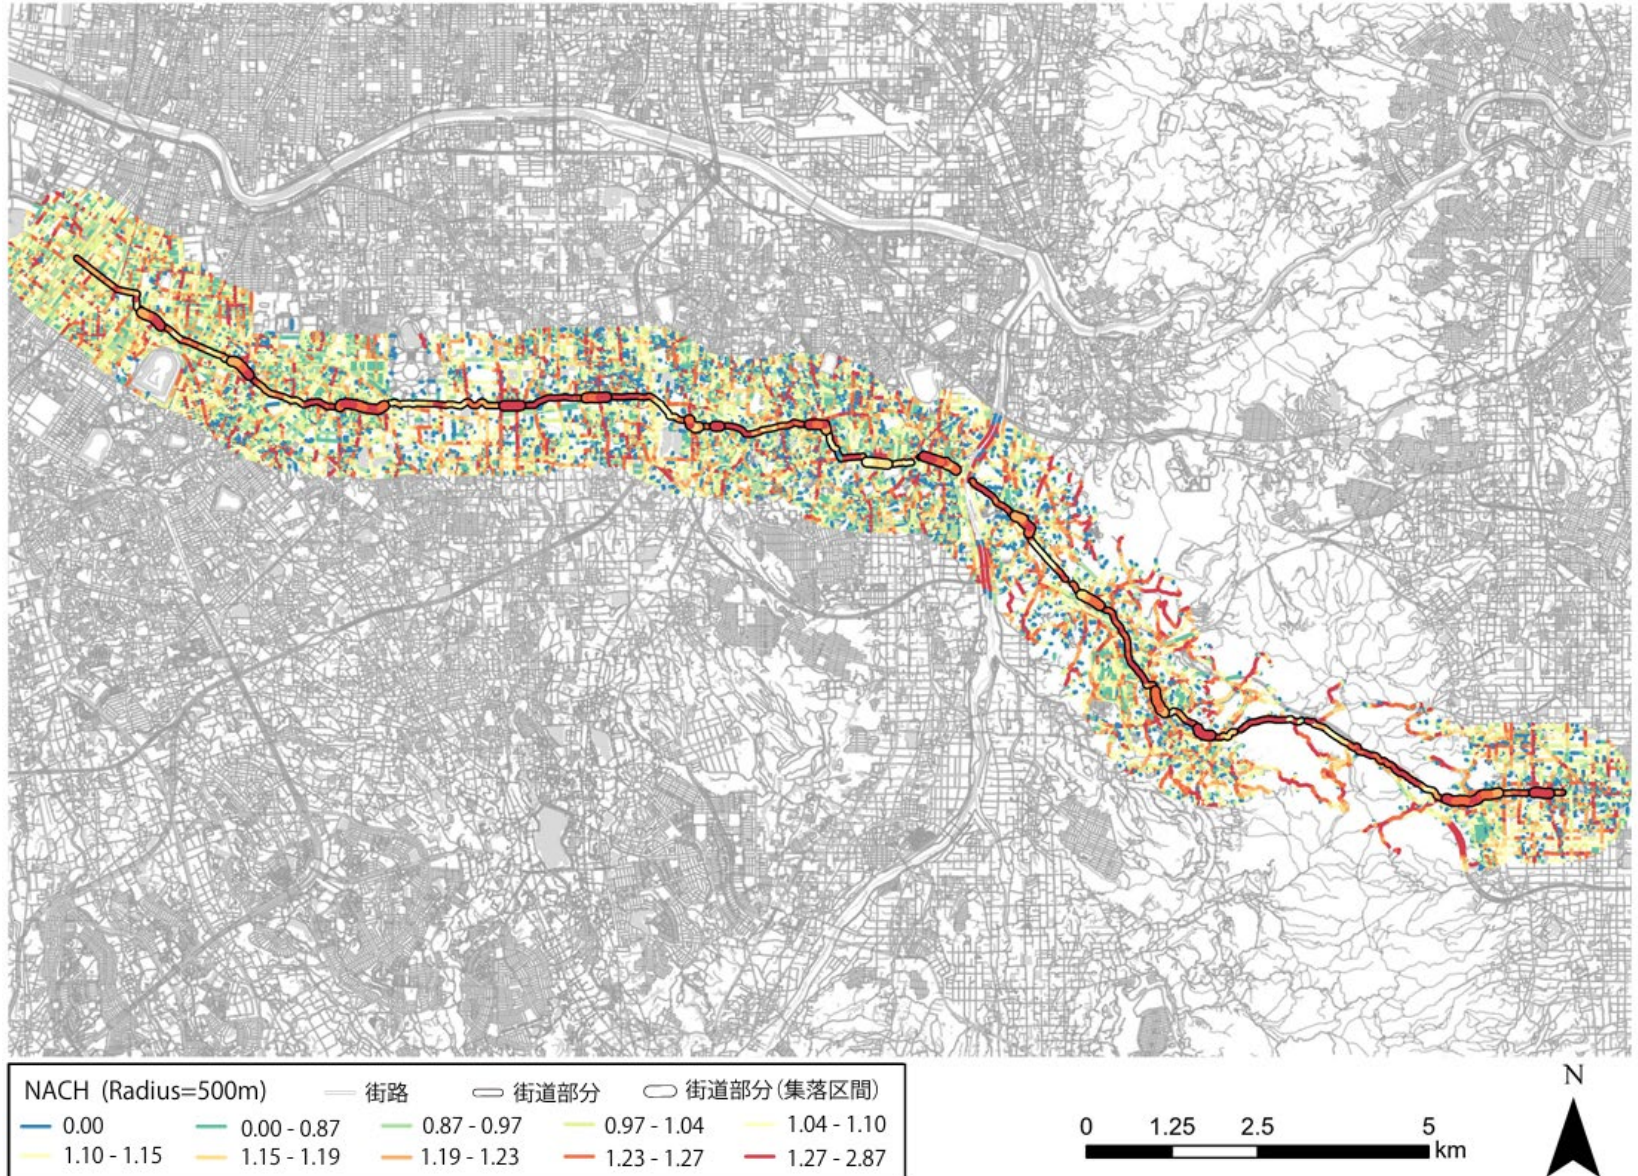 NACH (Radius=500m) 街路 街道部分 街道部分(集落区間)
0.00 0.00 - 0.87 0.87 - 0.97 0.97 - 1.04 1.04 - 1.10
1.10 - 1.15 1.15 - 1.19 1.19 - 1.23 1.23 - 1.27 1.27 - 2.87
0 1.25 2.5 5
km
N